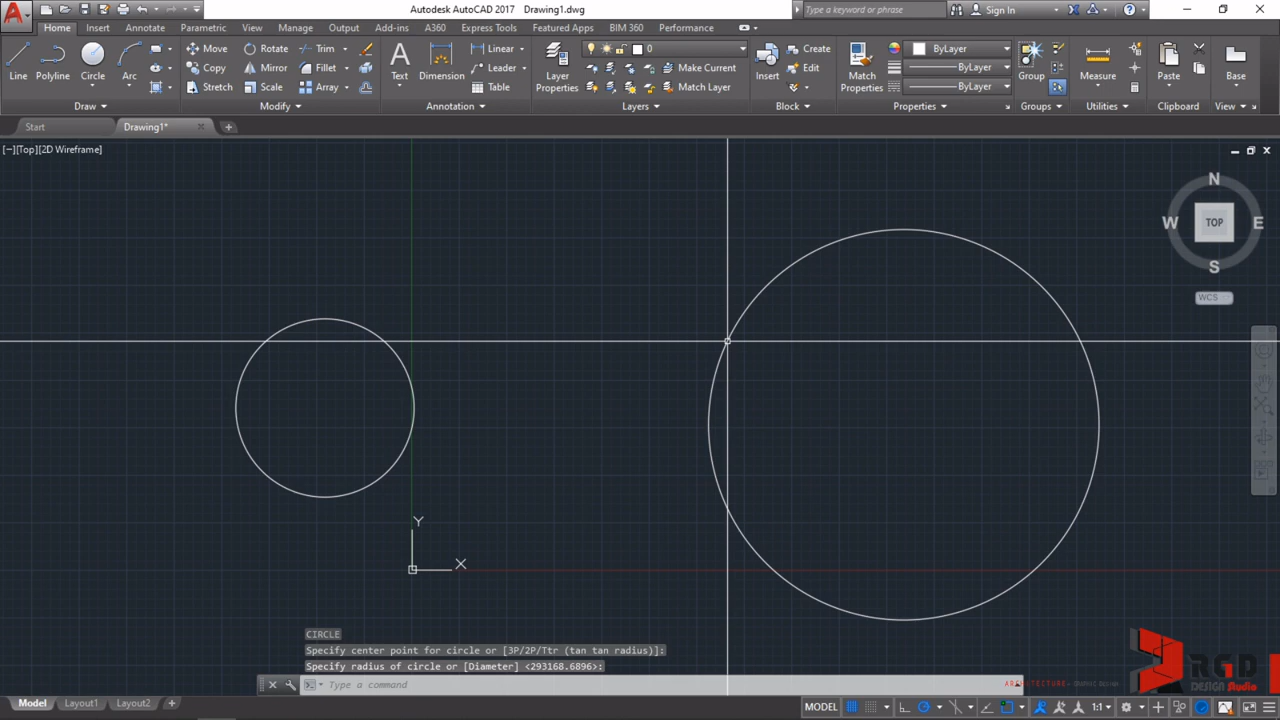 Autodesk AutoCAD 2017 Drawing1.dwg
Type a keyword or phrase Sign In
Home Insert Annotate Parametric View Manage Output Add-ins A360 Express Tools Featured Apps BIM 360 Performance
Line Polyline Circle Arc
Move Rotate Trim
Copy Mirror Fillet
Stretch Scale Array
Text Dimension
Linear
Leader
Table
Layer Properties
0
Make Current
Match Layer
Insert
Create
Edit
Match Properties
ByLayer
ByLayer
ByLayer
Group
Measure
Paste
Base
Draw Modify Annotation Layers Block Properties Groups Utilities Clipboard View
Start Drawing1*
[−][Top][2D Wireframe]
N
W TOP E
S
WCS
Y
X
CIRCLE
Specify center point for circle or [3P/2P/Ttr (tan tan radius)]:
Specify radius of circle or [Diameter] <293168.6896>:
Type a command
RGD
DESIGN Studio
Model Layout1 Layout2
MODEL 1:1